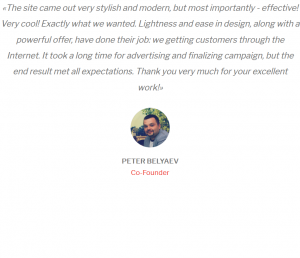 «The site came out very stylish and modern, but most importantly - effective!
Very cool! Exactly what we wanted. Lightness and ease in design, along with a
powerful offer, have done their job: we getting customers through the
Internet. It took a long time for advertising and finalizing campaign, but the
end result met all expectations. Thank you very much for your excellent
work!»
PETER BELYAEV
Co-Founder